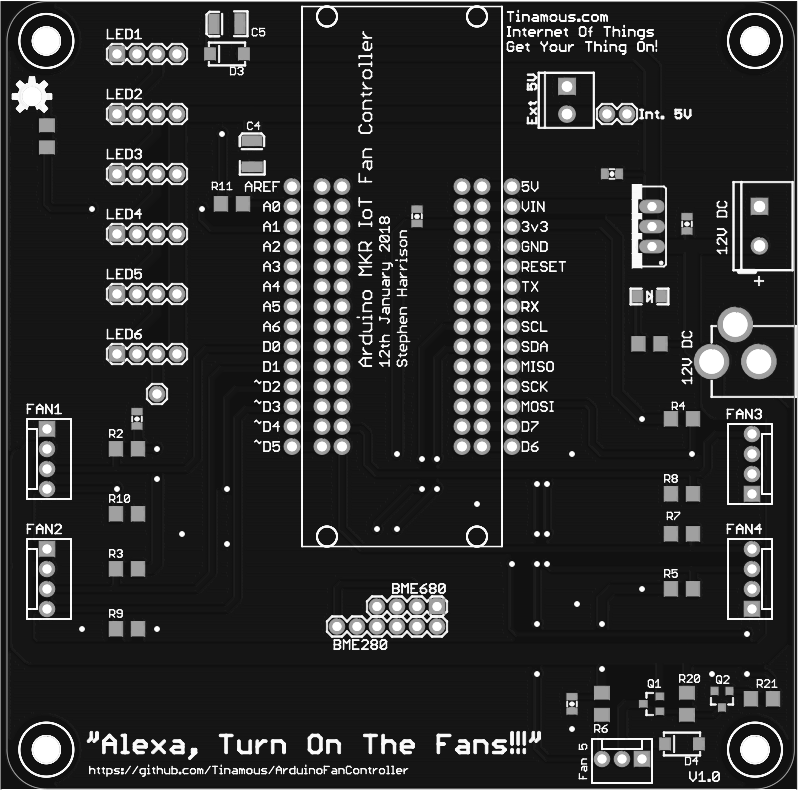 LED1
C5
D3
Tinamous.com
Internet Of Things
Get Your Thing On!
LED2
Ext 5V
Int. 5V
C4
LED3
R11
AREF
A0
A1
A2
A3
A4
A5
A6
D0
D1
~D2
~D3
~D4
~D5
Arduino MKR IoT Fan Controller
12th January 2018
Stephen Harrison
5V
VIN
3v3
GND
RESET
TX
RX
SCL
SDA
MISO
SCK
MOSI
D7
D6
12V DC
+
12V DC
LED4
LED5
LED6
FAN1
R2
R10
FAN2
R3
R9
R4
FAN3
R8
R7
FAN4
R5
BME680
BME280
Q1
R20
Q2
R21
R6
Fan 5
D4
V1.0
"Alexa, Turn On The Fans!!!"
https://github.com/Tinamous/ArduinoFanController